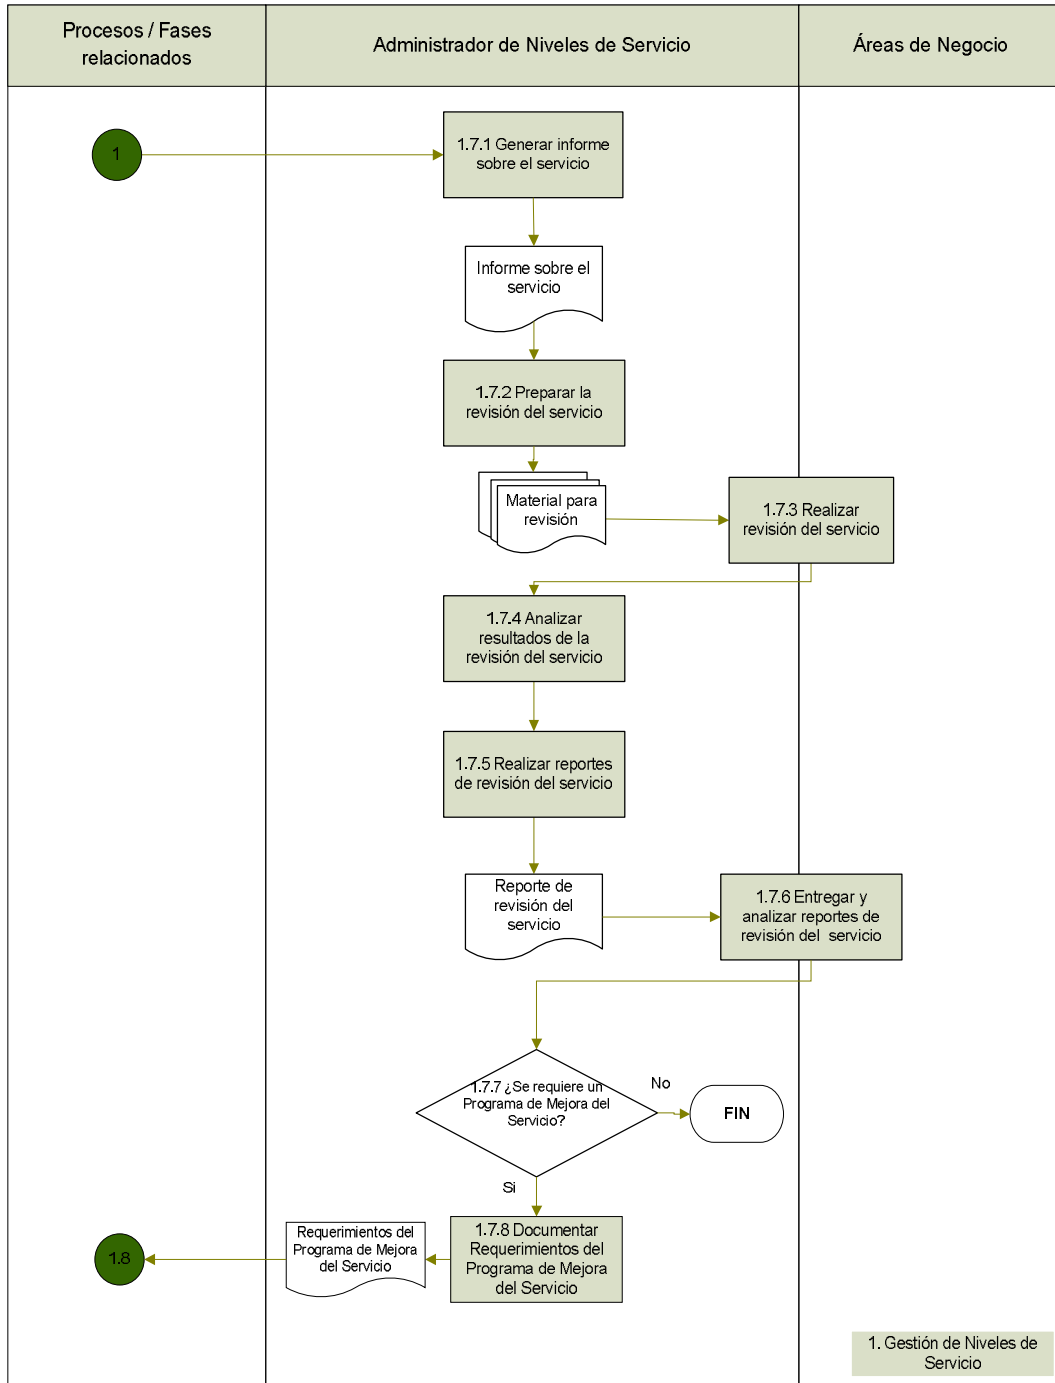 Procesos / Fases
relacionados
Administrador de Niveles de Servicio
Áreas de Negocio
1
1.7.1 Generar informe
sobre el servicio
Informe sobre el
servicio
1.7.2 Preparar la
revisión del servicio
Material para
revisión
1.7.3 Realizar
revisión del servicio
1.7.4 Analizar
resultados de la
revisión del servicio
1.7.5 Realizar reportes
de revisión del servicio
Reporte de
revisión del
servicio
1.7.6 Entregar y
analizar reportes de
revisión del servicio
1.7.7 ¿Se requiere un
Programa de Mejora del
Servicio?
No
FIN
Si
1.7.8 Documentar
Requerimientos del
Programa de Mejora
del Servicio
Requerimientos del
Programa de Mejora
del Servicio
1.8
1. Gestión de Niveles de
Servicio